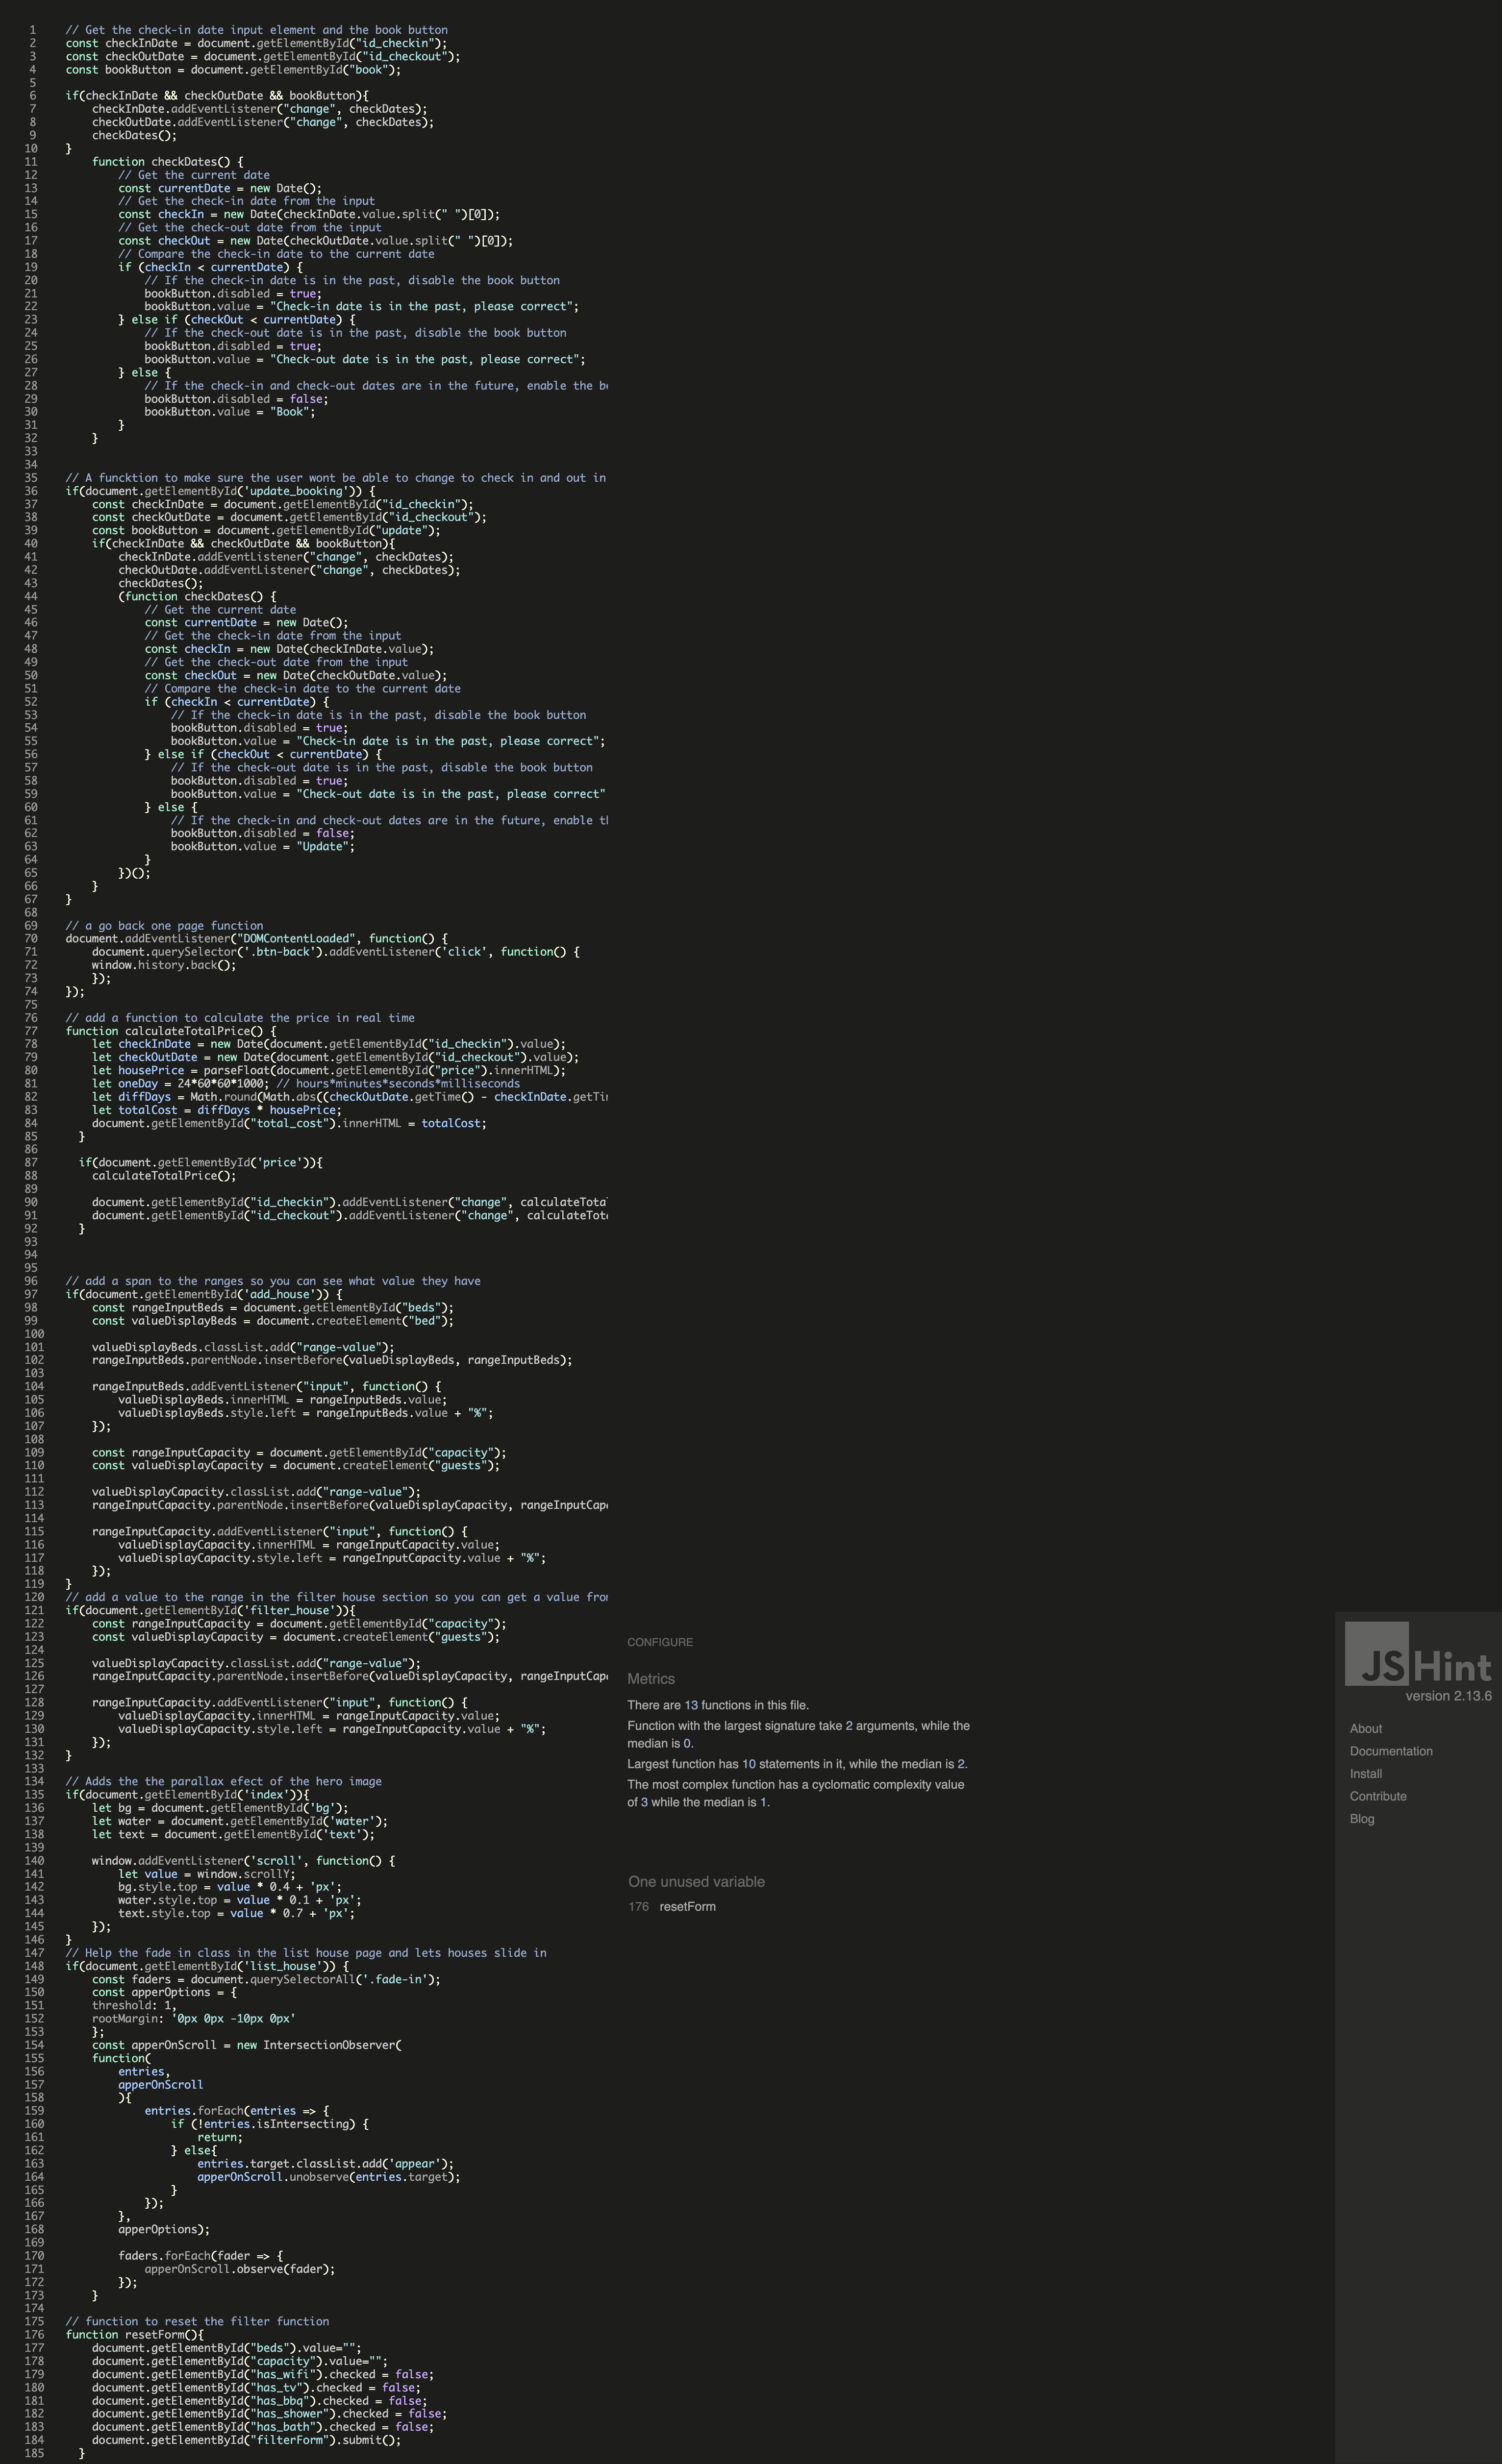 1 // Get the check-in date input element and the book button
2 const checkInDate = document.getElementById("id_checkin");
3 const checkOutDate = document.getElementById("id_checkout");
4 const bookButton = document.getElementById("book");
5
6 if(checkInDate && checkOutDate && bookButton){
7 checkInDate.addEventListener("change", checkDates);
8 checkOutDate.addEventListener("change", checkDates);
9 checkDates();
10 }
11 function checkDates() {
12 // Get the current date
13 const currentDate = new Date();
14 // Get the check-in date from the input
15 const checkIn = new Date(checkInDate.value.split(" ")[0]);
16 // Get the check-out date from the input
17 const checkOut = new Date(checkOutDate.value.split(" ")[0]);
18 // Compare the check-in date to the current date
19 if (checkIn < currentDate) {
20 // If the check-in date is in the past, disable the book button
21 bookButton.disabled = true;
22 bookButton.value = "Check-in date is in the past, please correct";
23 } else if (checkOut < currentDate) {
24 // If the check-out date is in the past, disable the book button
25 bookButton.disabled = true;
26 bookButton.value = "Check-out date is in the past, please correct";
27 } else {
28 // If the check-in and check-out dates are in the future, enable the b
29 bookButton.disabled = false;
30 bookButton.value = "Book";
31 }
32 }
33
34
35 // A funcktion to make sure the user wont be able to change to check in and out in
36 if(document.getElementById('update_booking')) {
37 const checkInDate = document.getElementById("id_checkin");
38 const checkOutDate = document.getElementById("id_checkout");
39 const bookButton = document.getElementById("update");
40 if(checkInDate && checkOutDate && bookButton){
41 checkInDate.addEventListener("change", checkDates);
42 checkOutDate.addEventListener("change", checkDates);
43 checkDates();
44 (function checkDates() {
45 // Get the current date
46 const currentDate = new Date();
47 // Get the check-in date from the input
48 const checkIn = new Date(checkInDate.value);
49 // Get the check-out date from the input
50 const checkOut = new Date(checkOutDate.value);
51 // Compare the check-in date to the current date
52 if (checkIn < currentDate) {
53 // If the check-in date is in the past, disable the book button
54 bookButton.disabled = true;
55 bookButton.value = "Check-in date is in the past, please correct";
56 } else if (checkOut < currentDate) {
57 // If the check-out date is in the past, disable the book button
58 bookButton.disabled = true;
59 bookButton.value = "Check-out date is in the past, please correct"
60 } else {
61 // If the check-in and check-out dates are in the future, enable t
62 bookButton.disabled = false;
63 bookButton.value = "Update";
64 }
65 })();
66 }
67 }
68
69 // a go back one page function
70 document.addEventListener("DOMContentLoaded", function() {
71 document.querySelector('.btn-back').addEventListener('click', function() {
72 window.history.back();
73 });
74 });
75
76 // add a function to calculate the price in real time
77 function calculateTotalPrice() {
78 let checkInDate = new Date(document.getElementById("id_checkin").value);
79 let checkOutDate = new Date(document.getElementById("id_checkout").value);
80 let housePrice = parseFloat(document.getElementById("price").innerHTML);
81 let oneDay = 24*60*60*1000; // hours*minutes*seconds*milliseconds
82 let diffDays = Math.round(Math.abs((checkOutDate.getTime() - checkInDate.getTi
83 let totalCost = diffDays * housePrice;
84 document.getElementById("total_cost").innerHTML = totalCost;
85 }
86
87 if(document.getElementById('price')){
88 calculateTotalPrice();
89
90 document.getElementById("id_checkin").addEventListener("change", calculateTota
91 document.getElementById("id_checkout").addEventListener("change", calculateTot
92 }
93
94
95
96 // add a span to the ranges so you can see what value they have
97 if(document.getElementById('add_house')) {
98 const rangeInputBeds = document.getElementById("beds");
99 const valueDisplayBeds = document.createElement("bed");
100
101 valueDisplayBeds.classList.add("range-value");
102 rangeInputBeds.parentNode.insertBefore(valueDisplayBeds, rangeInputBeds);
103
104 rangeInputBeds.addEventListener("input", function() {
105 valueDisplayBeds.innerHTML = rangeInputBeds.value;
106 valueDisplayBeds.style.left = rangeInputBeds.value + "%";
107 });
108
109 const rangeInputCapacity = document.getElementById("capacity");
110 const valueDisplayCapacity = document.createElement("guests");
111
112 valueDisplayCapacity.classList.add("range-value");
113 rangeInputCapacity.parentNode.insertBefore(valueDisplayCapacity, rangeInputCap
114
115 rangeInputCapacity.addEventListener("input", function() {
116 valueDisplayCapacity.innerHTML = rangeInputCapacity.value;
117 valueDisplayCapacity.style.left = rangeInputCapacity.value + "%";
118 });
119 }
120 // add a value to the range in the filter house section so you can get a value fro
121 if(document.getElementById('filter_house')){
122 const rangeInputCapacity = document.getElementById("capacity");
123 const valueDisplayCapacity = document.createElement("guests");
124
125 valueDisplayCapacity.classList.add("range-value");
126 rangeInputCapacity.parentNode.insertBefore(valueDisplayCapacity, rangeInputCap
127
128 rangeInputCapacity.addEventListener("input", function() {
129 valueDisplayCapacity.innerHTML = rangeInputCapacity.value;
130 valueDisplayCapacity.style.left = rangeInputCapacity.value + "%";
131 });
132 }
133
134 // Adds the the parallax efect of the hero image
135 if(document.getElementById('index')){
136 let bg = document.getElementById('bg');
137 let water = document.getElementById('water');
138 let text = document.getElementById('text');
139
140 window.addEventListener('scroll', function() {
141 let value = window.scrollY;
142 bg.style.top = value * 0.4 + 'px';
143 water.style.top = value * 0.1 + 'px';
144 text.style.top = value * 0.7 + 'px';
145 });
146 }
147 // Help the fade in class in the list house page and lets houses slide in
148 if(document.getElementById('list_house')) {
149 const faders = document.querySelectorAll('.fade-in');
150 const apperOptions = {
151 threshold: 1,
152 rootMargin: '0px 0px -10px 0px'
153 };
154 const apperOnScroll = new IntersectionObserver(
155 function(
156 entries,
157 apperOnScroll
158 ){
159 entries.forEach(entries => {
160 if (!entries.isIntersecting) {
161 return;
162 } else{
163 entries.target.classList.add('appear');
164 apperOnScroll.unobserve(entries.target);
165 }
166 });
167 },
168 apperOptions);
169
170 faders.forEach(fader => {
171 apperOnScroll.observe(fader);
172 });
173 }
174
175 // function to reset the filter function
176 function resetForm(){
177 document.getElementById("beds").value="";
178 document.getElementById("capacity").value="";
179 document.getElementById("has_wifi").checked = false;
180 document.getElementById("has_tv").checked = false;
181 document.getElementById("has_bbq").checked = false;
182 document.getElementById("has_shower").checked = false;
183 document.getElementById("has_bath").checked = false;
184 document.getElementById("filterForm").submit();
185 }
CONFIGURE
Metrics
There are 13 functions in this file.
Function with the largest signature take 2 arguments, while the
median is 0.
Largest function has 10 statements in it, while the median is 2.
The most complex function has a cyclomatic complexity value
of 3 while the median is 1.
One unused variable
176 resetForm
JSHint
version 2.13.6
About
Documentation
Install
Contribute
Blog